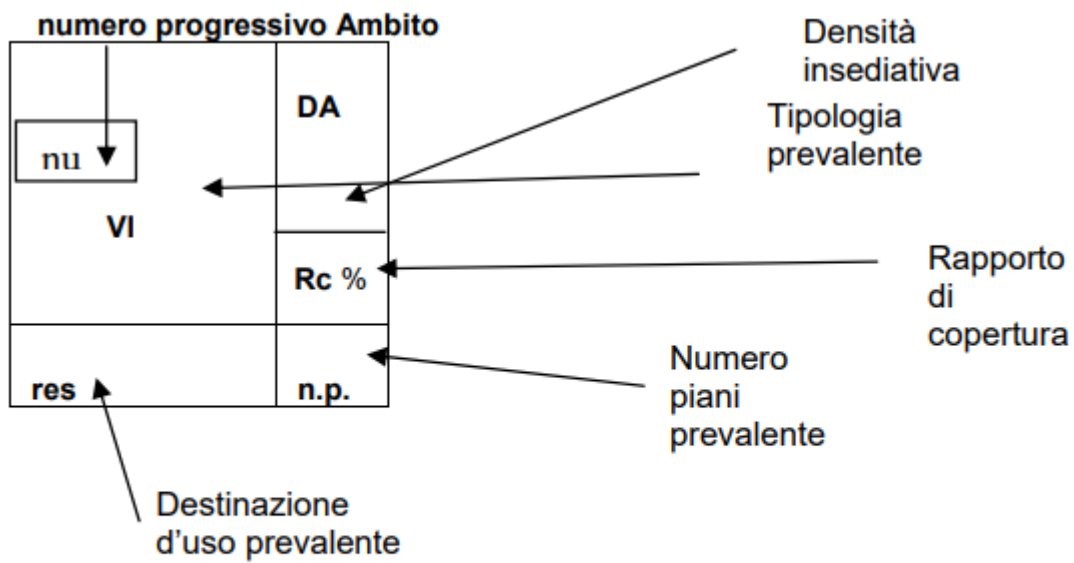 numero progressivo Ambito
Densità
insediativa
DA
Tipologia
prevalente
nu
VI
Rc %
Rapporto
di
copertura
Numero
piani
prevalente
res
n.p.
Destinazione
d'uso prevalente